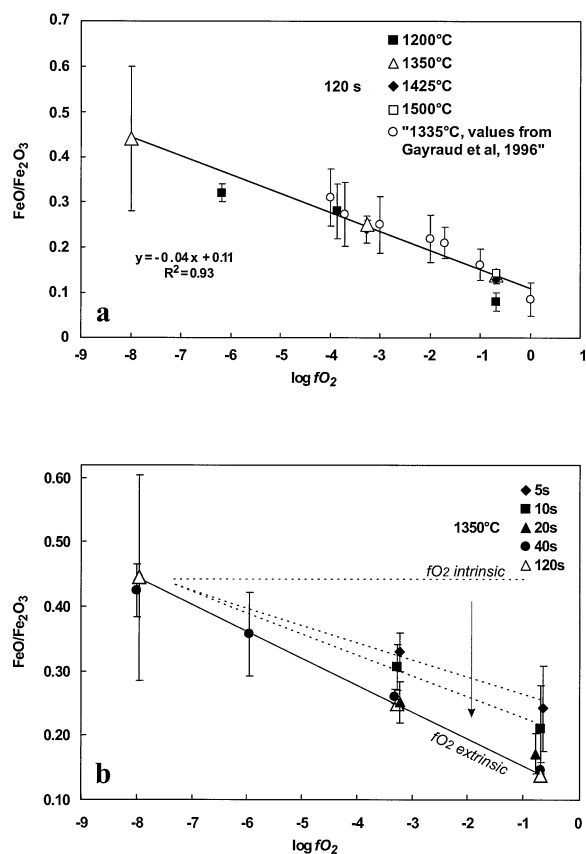 0.7
0.6
0.5
0.4
0.3
0.2
0.1
0
FeO/Fe2O3
1200°C
1350°C
120 s
1425°C
1500°C
"1335°C, values from
Gayraud et al, 1996"
y = - 0.04 x + 0.11
R2 = 0.93
a
-9 -8 -7 -6 -5 -4 -3 -2 -1 0 1
log fO2
0.60
0.50
0.40
0.30
0.20
0.10
FeO/Fe2O3
5s
10s
1350°C
20s
40s
120s
fO2 intrinsic
fO2 extrinsic
b
-9 -8 -7 -6 -5 -4 -3 -2 -1 0
log fO2